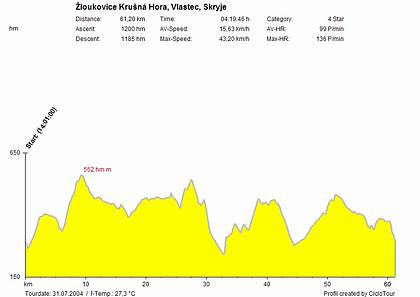 Žloukovice Krušná Hora, Vlastec, Skryje
Distance: 61,20 km Time: 04:19:46 h Category: 4 Star
Ascent: 1200 hm AV-Speed: 15,63 km/h AV-HR: 99 P/min
Descent: 1185 hm Max-Speed: 43,20 km/h Max-HR: 136 P/min
hm
Start: (14:01:00)
650
552 hm m
150
km 10 20 30 40 50 60
Tourdate: 31.07.2004 / f-Temp.: 27,3 °C Profil created by CicloTour